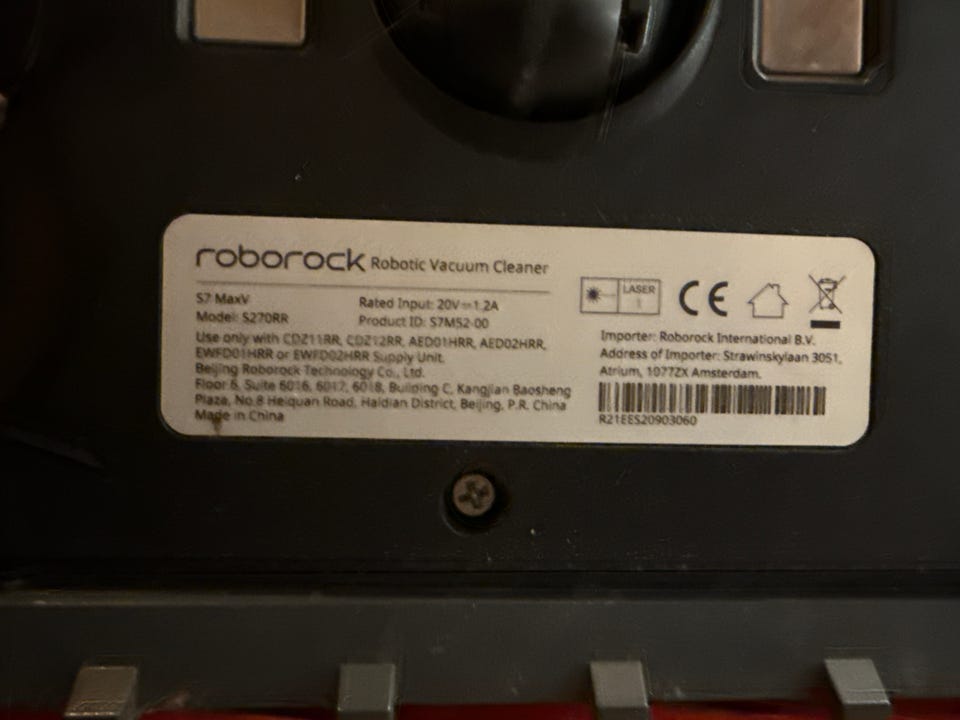 roborock Robotic Vacuum Cleaner
S7 MaxV
Rated Input: 20V⎓1.2A
Model: S270RR
Product ID: S7M52-00
Use only with CDZ11RR, CDZ12RR, AED01HRR, AED02HRR,
EWFD01HRR or EWFD02HRR Supply Unit.
Beijing Roborock Technology Co., Ltd.
Floor 6, Suite 6016, 6017, 6018, Building C, Kangjian Baosheng
Plaza, No.8 Heiquan Road, Haidian District, Beijing, P.R. China
Made in China
LASER
1
CE
Importer: Roborock International B.V.
Address of Importer: Strawinskylaan 3051,
Atrium, 1077ZX Amsterdam.
R21EES20903060